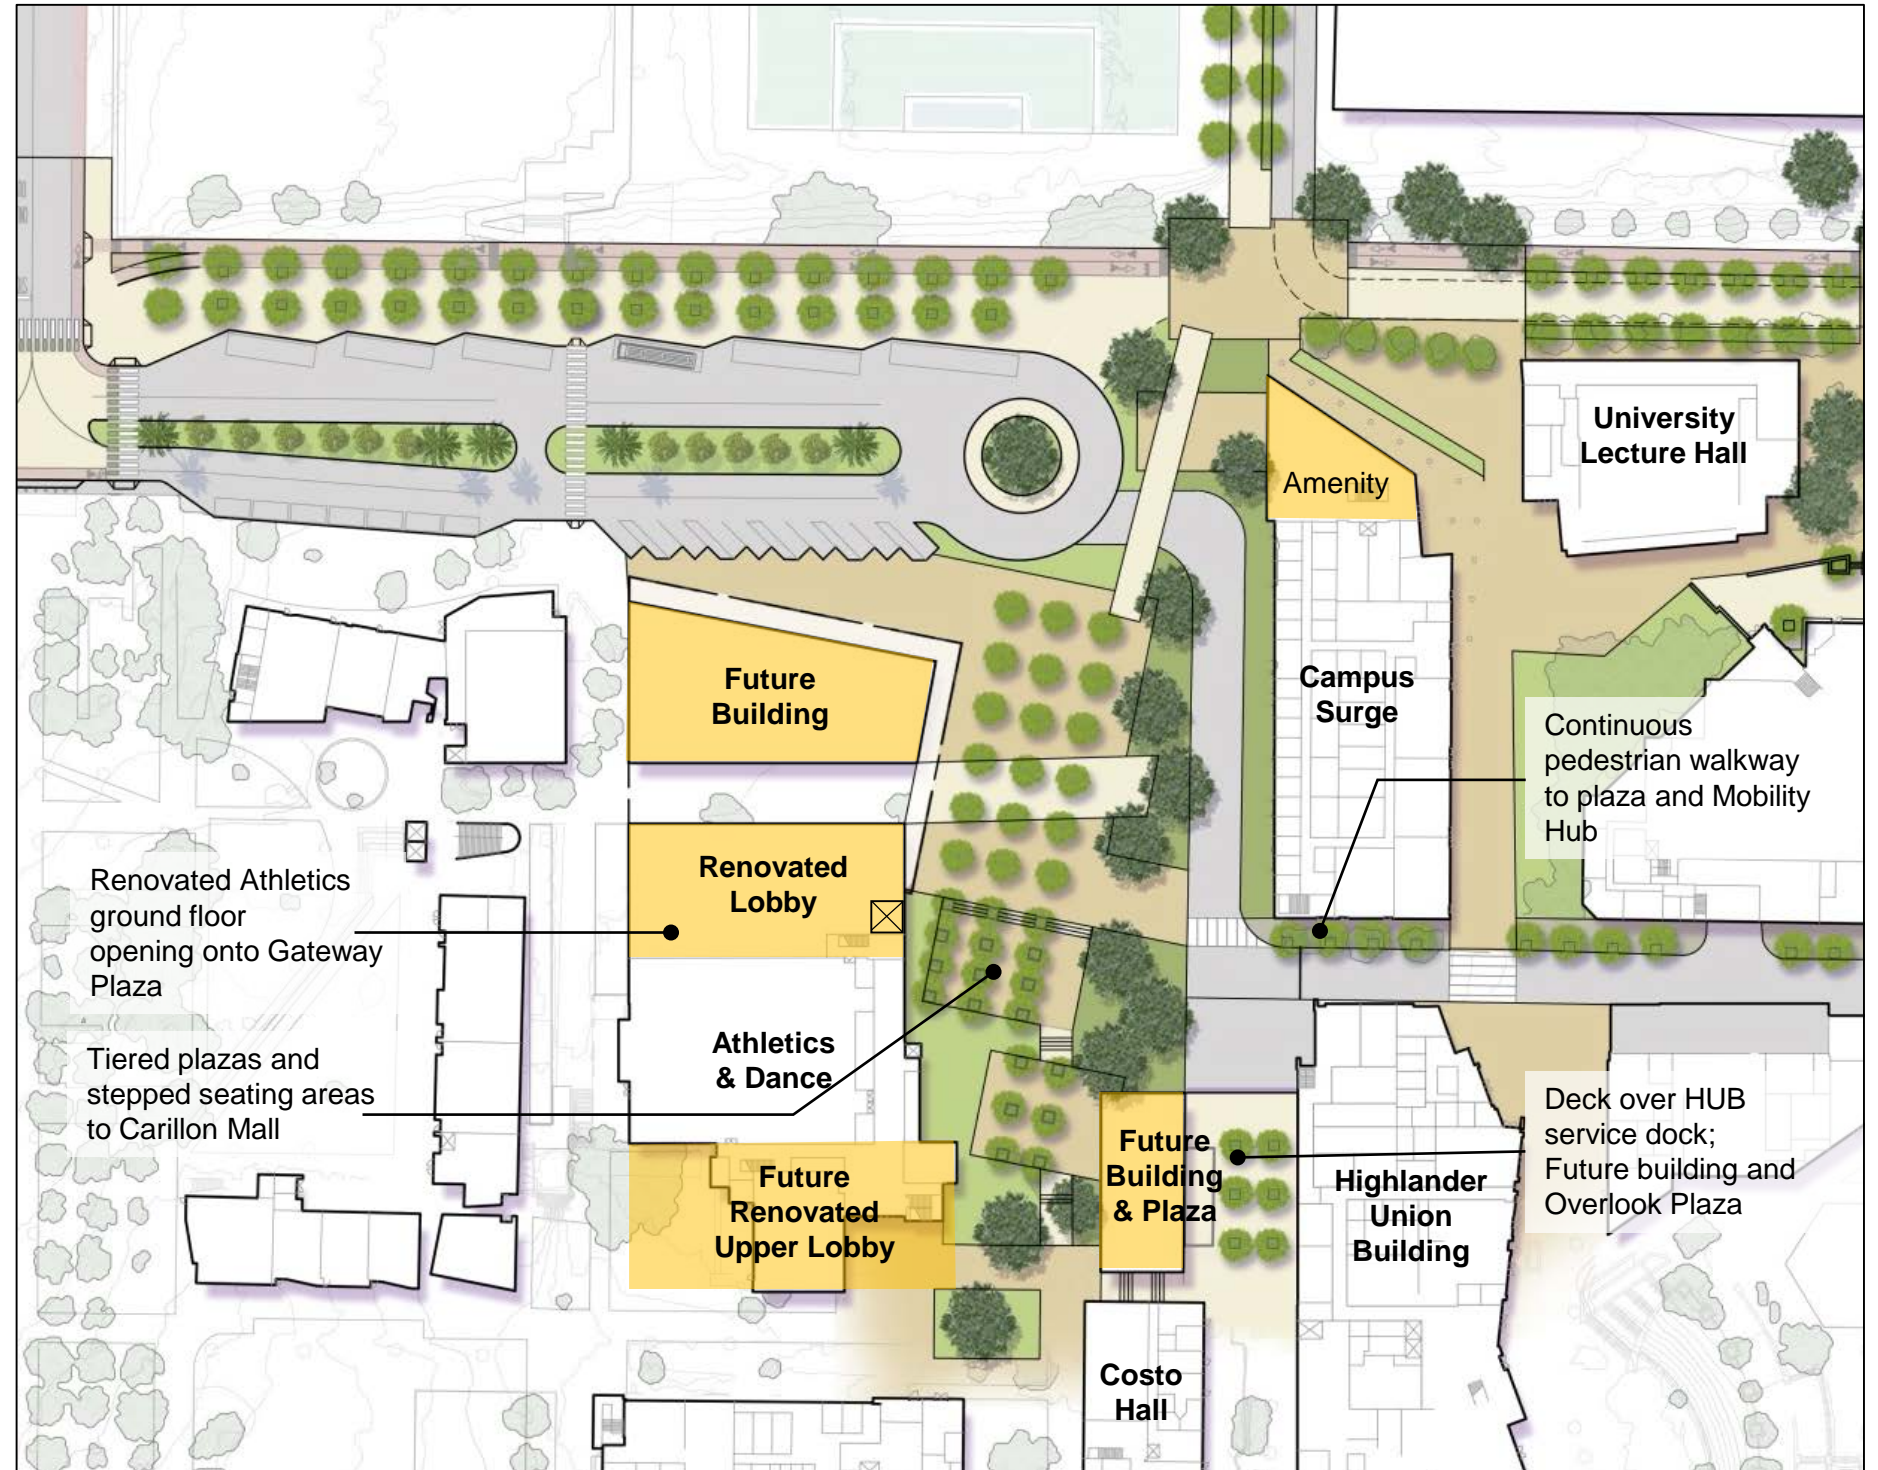 University
Lecture Hall
Amenity
Future
Building
Campus
Surge
Continuous
pedestrian walkway
to plaza and Mobility
Hub
Renovated
Lobby
Renovated Athletics
ground floor
opening onto Gateway
Plaza
Athletics
& Dance
Tiered plazas and
stepped seating areas
to Carillon Mall
Future
Building
& Plaza
Deck over HUB
service dock;
Future building and
Overlook Plaza
Future
Renovated
Upper Lobby
Highlander
Union
Building
Costo
Hall